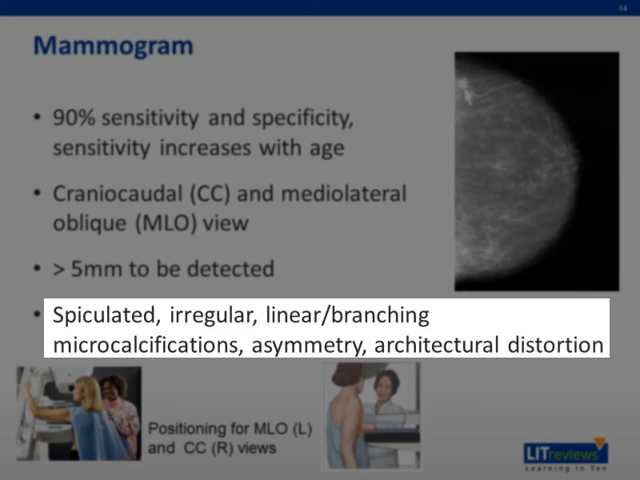 14
Mammogram
• 90% sensitivity and specificity,
sensitivity increases with age
• Craniocaudal (CC) and mediolateral
oblique (MLO) view
• > 5mm to be detected
• Spiculated, irregular, linear/branching
microcalcifications, asymmetry, architectural distortion
Positioning for MLO (L)
and CC (R) views
LITreviews
Learning in Ten